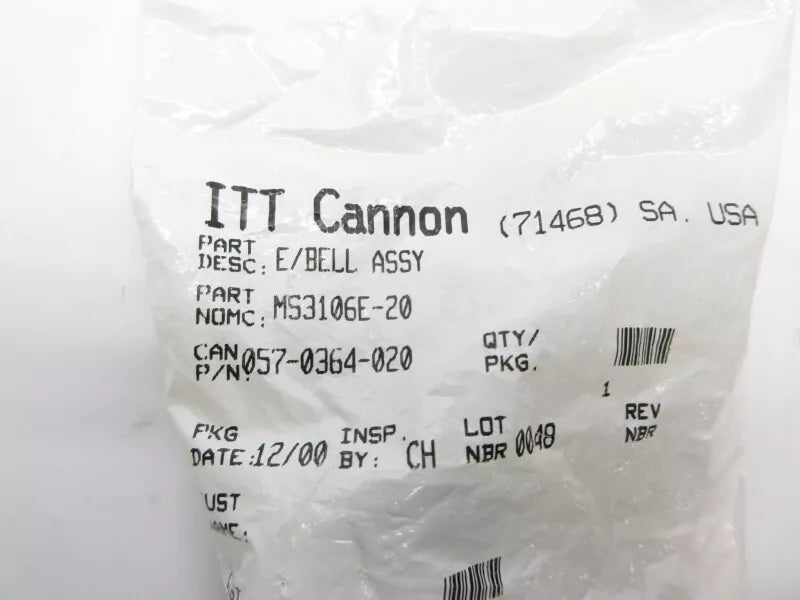 ITT Cannon (71468) SA. USA
PART DESC: E/BELL ASSY
PART NOMC: MS3106E-20
CAN P/N: 057-0364-020 QTY/PKG. 1
PKG DATE: 12/00 INSP. BY: CH LOT NBR 0048 REV NBR